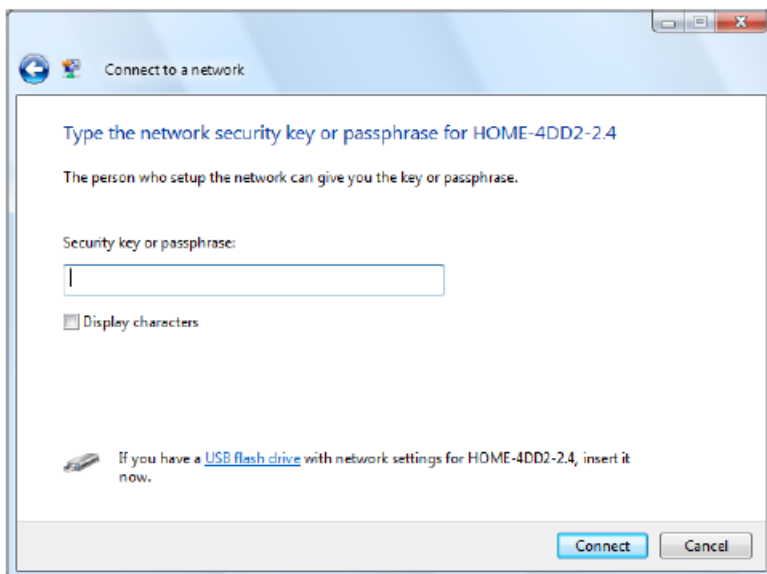 Connect to a network
Type the network security key or passphrase for HOME-4DD2-2.4
The person who setup the network can give you the key or passphrase.
Security key or passphrase:
Display characters
If you have a USB flash drive with network settings for HOME-4DD2-2.4, insert it
now.
Connect Cancel